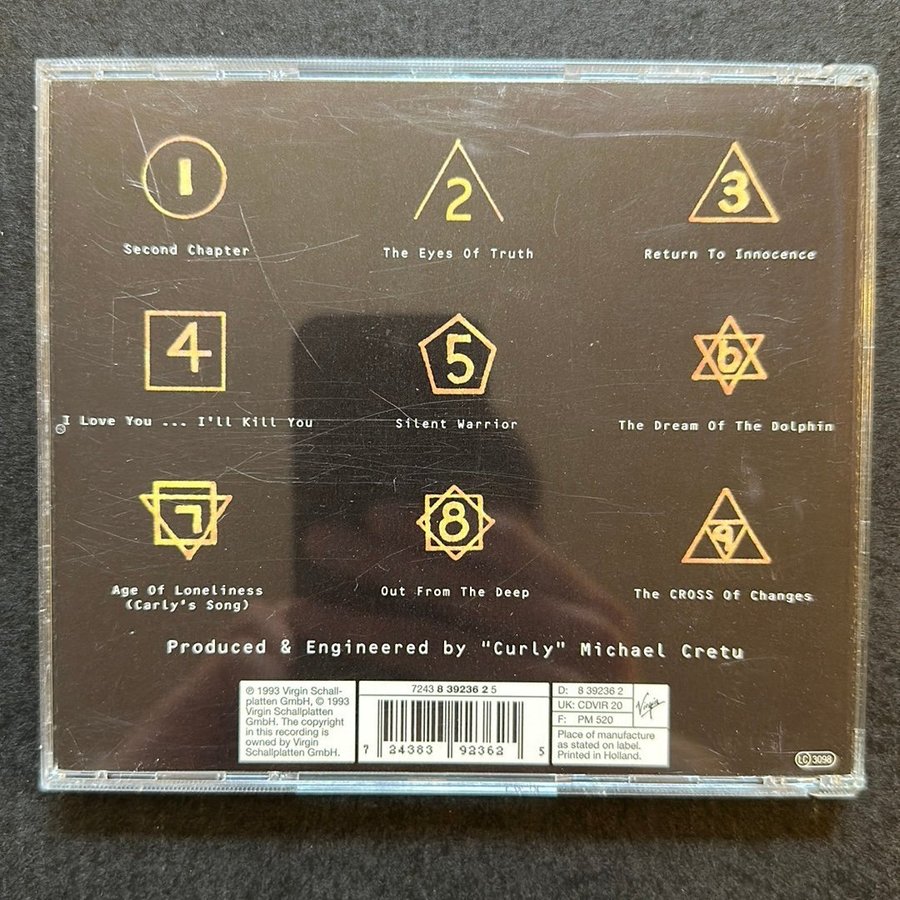 1
2
3
Second Chapter
The Eyes Of Truth
Return To Innocence
4
5
6
I Love You ... I'll Kill You
Silent Warrior
The Dream Of The Dolphin
7
8
9
Age Of Loneliness
(Carly's Song)
Out From The Deep
The CROSS Of Changes
Produced & Engineered by "Curly" Michael Cretu
℗ 1993 Virgin Schall-
platten GmbH, © 1993
Virgin Schallplatten
GmbH. The copyright
in this recording is
owned by Virgin
Schallplatten GmbH.
7243 8 39236 2 5
7 24383 92362 5
D: 8 39236 2
UK: CDVIR 20
F: PM 520
Virgin
Place of manufacture
as stated on label.
Printed in Holland.
LC 3098